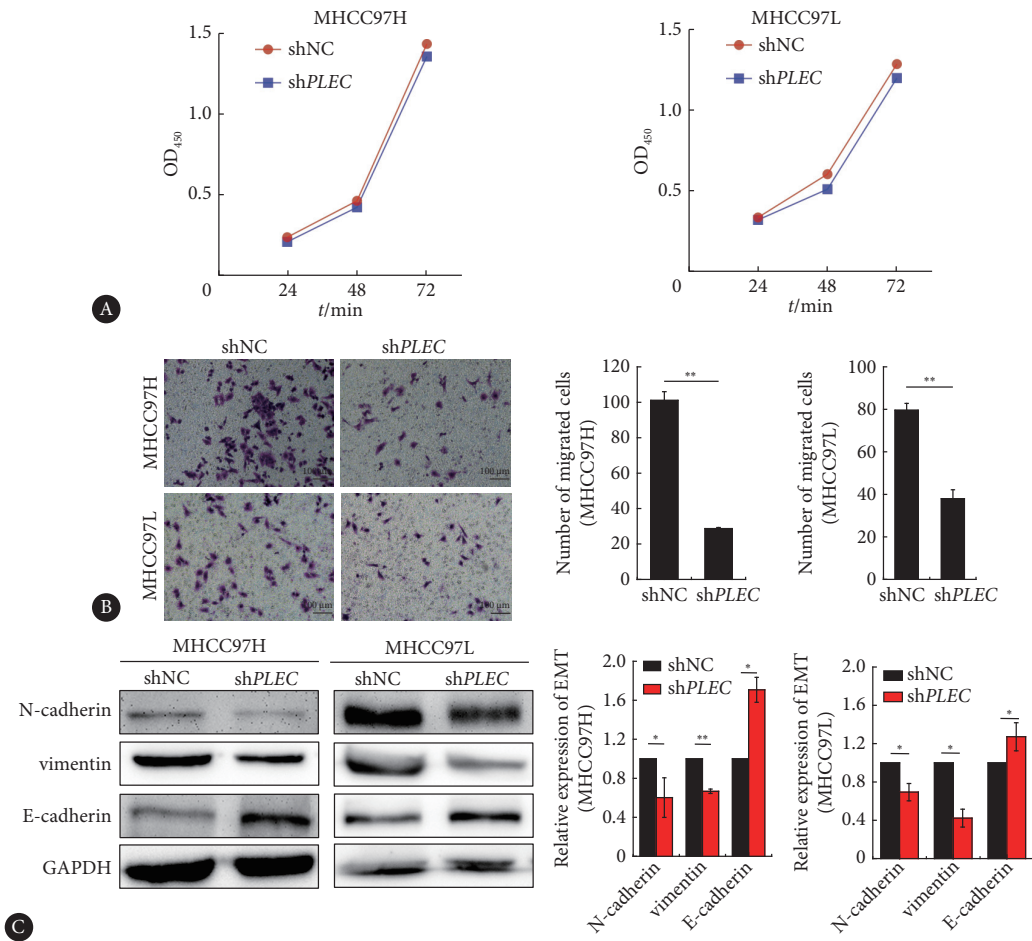 MHCC97H
1.5
1.0
0.5
0
OD450
shNC
shPLEC
24 48 72
t/min
MHCC97L
1.5
1.0
0.5
0
OD450
shNC
shPLEC
24 48 72
t/min
A
shNC shPLEC
MHCC97H
MHCC97L
100 μm
100 μm
100 μm
100 μm
Number of migrated cells
(MHCC97H)
120
100
80
60
40
20
0
**
shNC shPLEC
Number of migrated cells
(MHCC97L)
100
80
60
40
20
0
**
shNC shPLEC
B
MHCC97H MHCC97L
shNC shPLEC shNC shPLEC
N-cadherin
vimentin
E-cadherin
GAPDH
Relative expression of EMT
(MHCC97H)
2.0
1.6
1.2
0.8
0.4
0
shNC
shPLEC
* ** *
N-cadherin
vimentin
E-cadherin
Relative expression of EMT
(MHCC97L)
2.0
1.6
1.2
0.8
0.4
0
shNC
shPLEC
* * *
N-cadherin
vimentin
E-cadherin
C